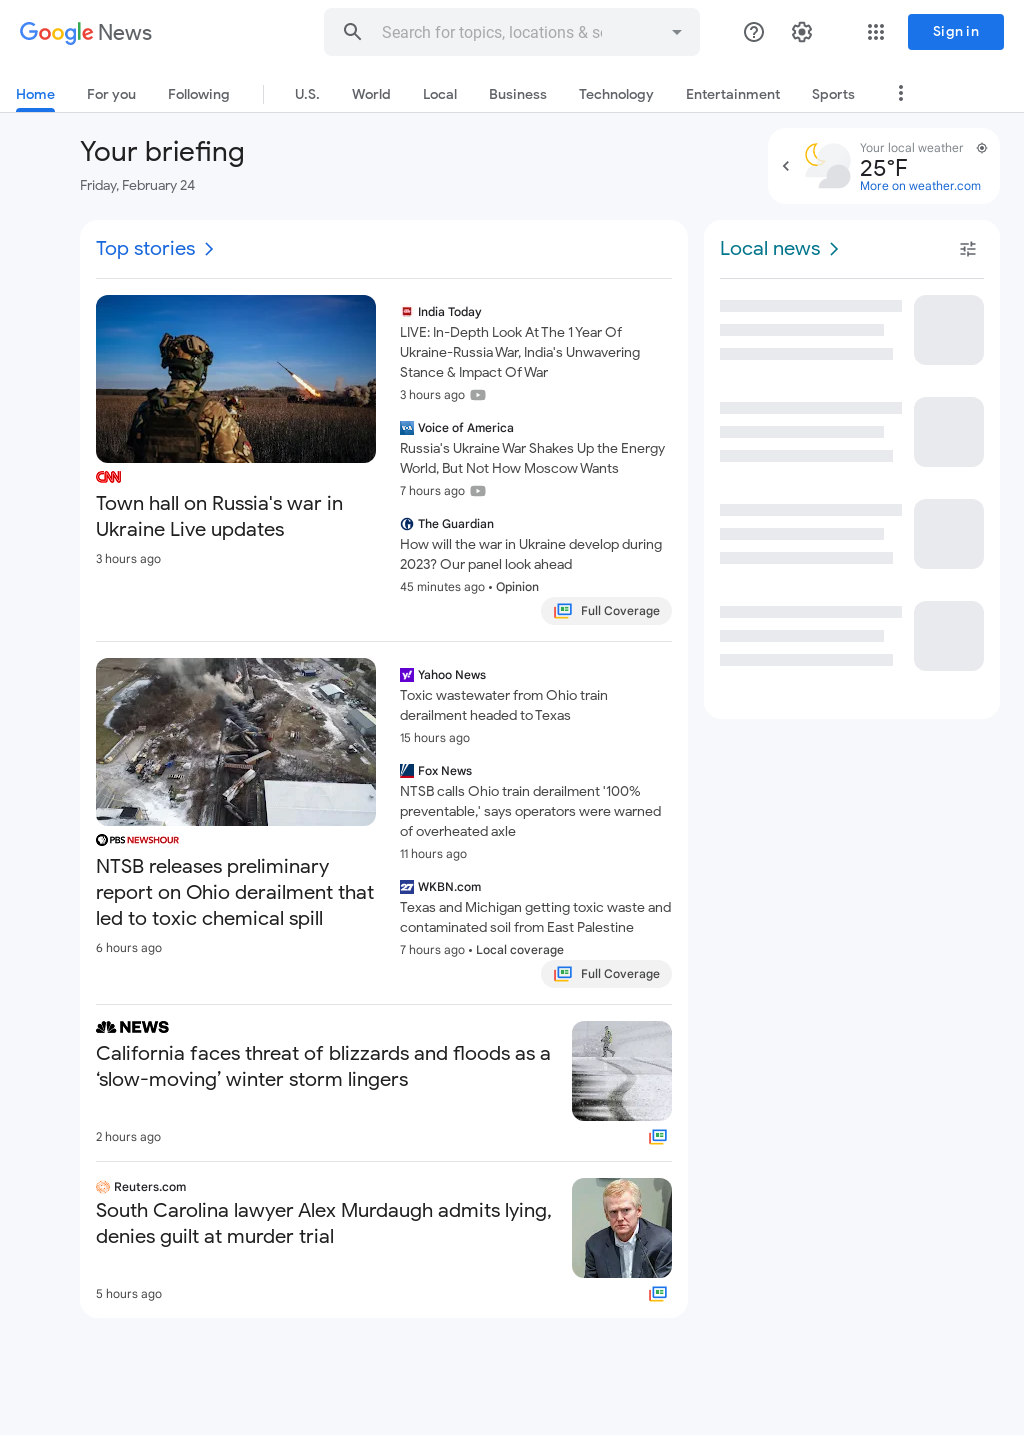 Google News
Search for topics, locations & s
Sign in
Home
For you
Following
U.S.
World
Local
Business
Technology
Entertainment
Sports
Your briefing
Friday, February 24
Your local weather
25°F
More on weather.com
Top stories
CNN
Town hall on Russia's war in
Ukraine Live updates
3 hours ago
India Today
LIVE: In-Depth Look At The 1 Year Of
Ukraine-Russia War, India's Unwavering
Stance & Impact Of War
3 hours ago
Voice of America
Russia's Ukraine War Shakes Up the Energy
World, But Not How Moscow Wants
7 hours ago
The Guardian
How will the war in Ukraine develop during
2023? Our panel look ahead
45 minutes ago • Opinion
Full Coverage
PBS NEWSHOUR
NTSB releases preliminary
report on Ohio derailment that
led to toxic chemical spill
6 hours ago
Yahoo News
Toxic wastewater from Ohio train
derailment headed to Texas
15 hours ago
Fox News
NTSB calls Ohio train derailment '100%
preventable,' says operators were warned
of overheated axle
11 hours ago
27 WKBN.com
Texas and Michigan getting toxic waste and
contaminated soil from East Palestine
7 hours ago • Local coverage
Full Coverage
NEWS
California faces threat of blizzards and floods as a
‘slow-moving’ winter storm lingers
2 hours ago
Reuters.com
South Carolina lawyer Alex Murdaugh admits lying,
denies guilt at murder trial
5 hours ago
Local news